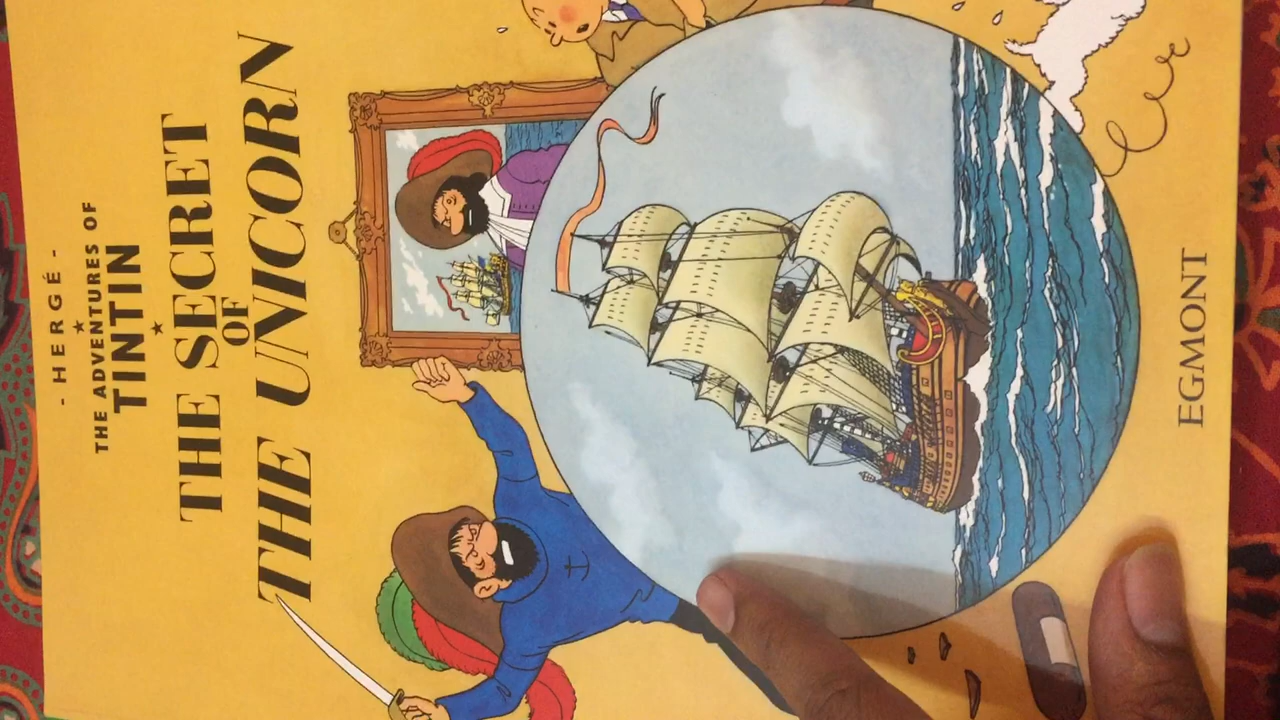 - HERGÉ -
THE ADVENTURES OF
TINTIN
THE SECRET
OF
THE UNICORN
EGMONT